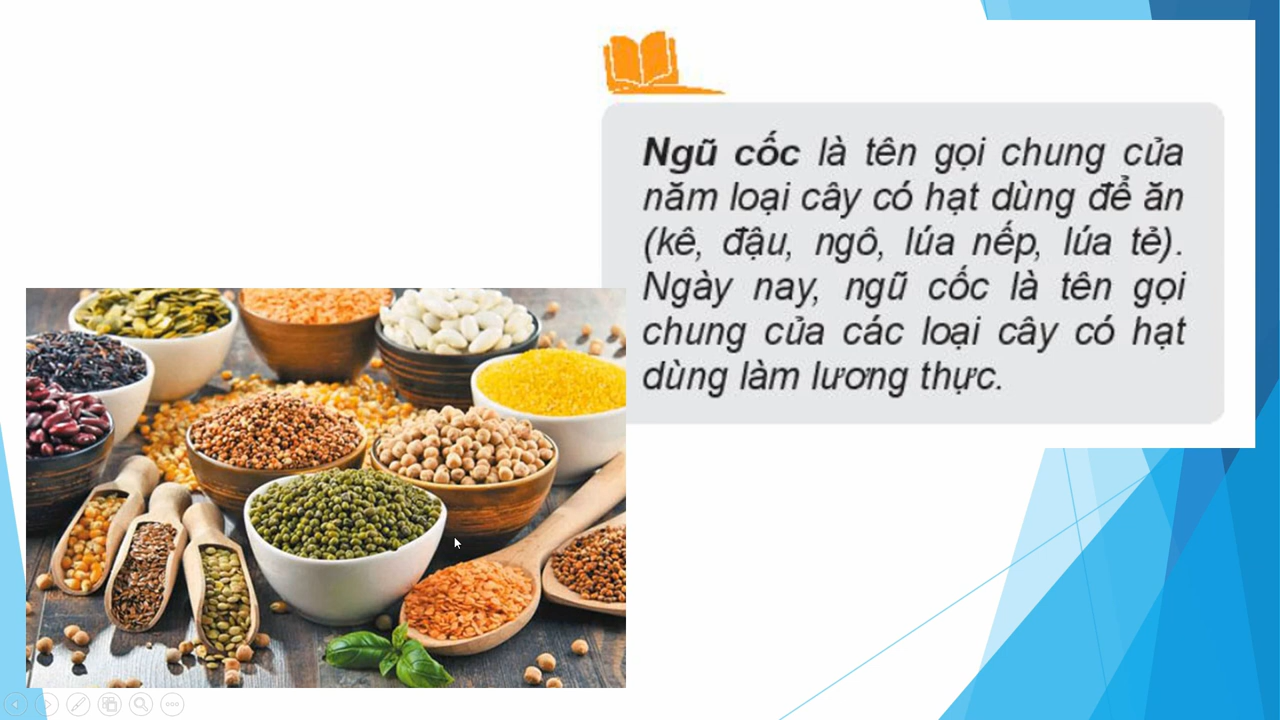 Ngũ cốc là tên gọi chung của
năm loại cây có hạt dùng để ăn
(kê, đậu, ngô, lúa nếp, lúa tẻ).
Ngày nay, ngũ cốc là tên gọi
chung của các loại cây có hạt
dùng làm lương thực.